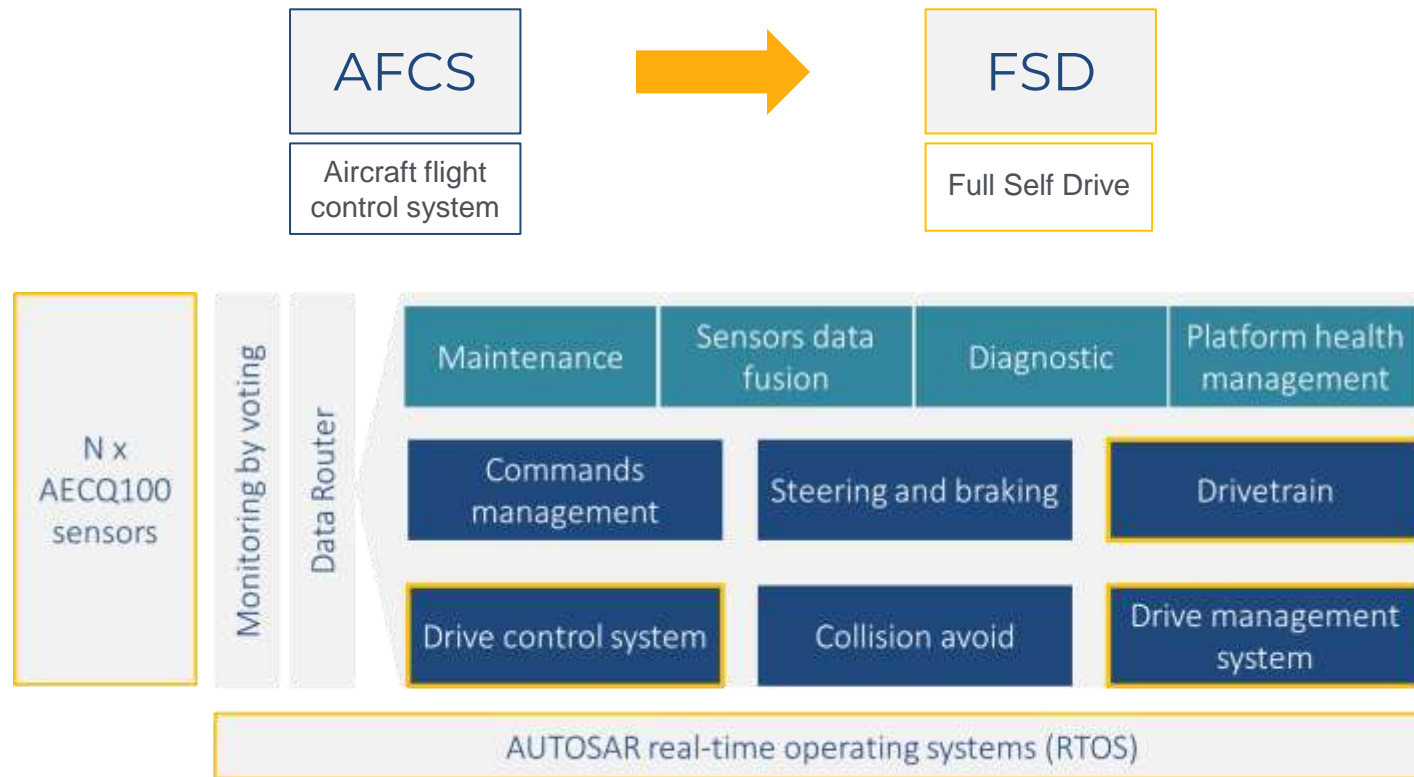 AFCS
FSD
Aircraft flight
control system
Full Self Drive
N x
AECQ100
sensors
Monitoring by voting
Data Router
Maintenance
Sensors data
fusion
Diagnostic
Platform health
management
Commands
management
Steering and braking
Drivetrain
Drive control system
Collision avoid
Drive management
system
AUTOSAR real-time operating systems (RTOS)